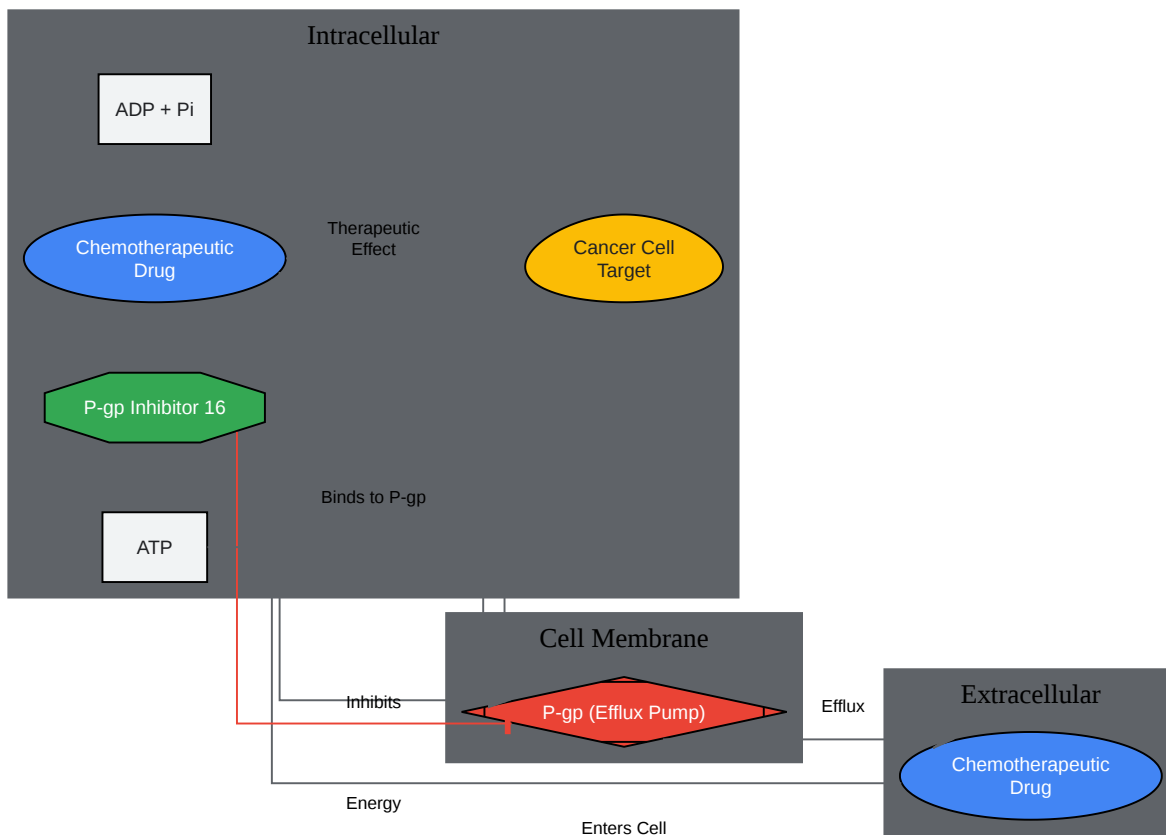 Intracellular
ADP + Pi
Chemotherapeutic
Drug
Therapeutic
Effect
Cancer Cell
Target
P-gp Inhibitor 16
Binds to P-gp
ATP
Cell Membrane
Inhibits
P-gp (Efflux Pump)
Efflux
Extracellular
Chemotherapeutic
Drug
Energy
Enters Cell